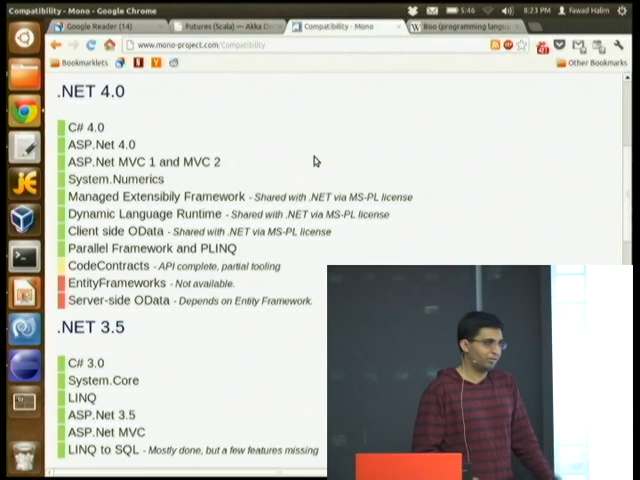 Compatibility - Mono - Google Chrome
5:46
8:23 PM
Fawad Halim
Google Reader (14)
Futures (Scala) — Akka D
Compatibility - Mono
Boo (programming langu
www.mono-project.com/Compatibility
Bookmarklets
Other Bookmarks
.NET 4.0
C# 4.0
ASP.Net 4.0
ASP.Net MVC 1 and MVC 2
System.Numerics
Managed Extensibily Framework - Shared with .NET via MS-PL license
Dynamic Language Runtime - Shared with .NET via MS-PL license
Client side OData - Shared with .NET via MS-PL license
Parallel Framework and PLINQ
CodeContracts - API complete, partial tooling
EntityFrameworks - Not available.
Server-side OData - Depends on Entity Framework.
.NET 3.5
C# 3.0
System.Core
LINQ
ASP.Net 3.5
ASP.Net MVC
LINQ to SQL - Mostly done, but a few features missing